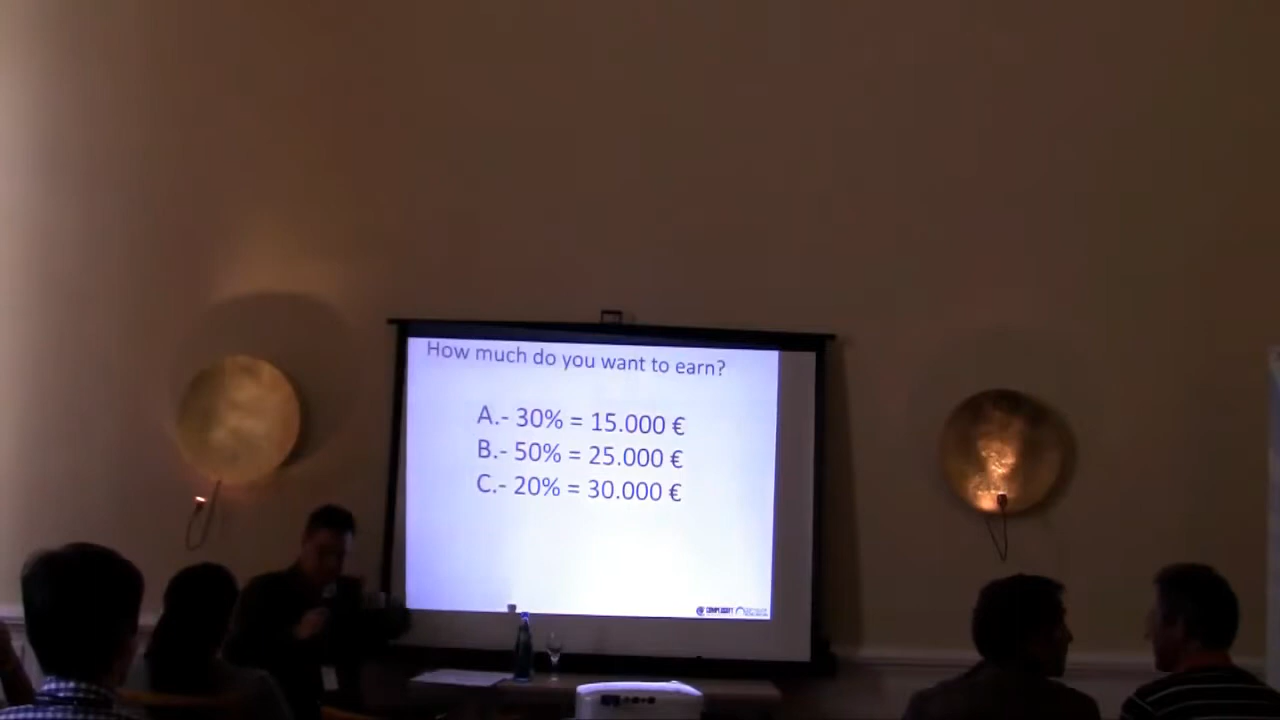 How much do you want to earn?
A.- 30% = 15.000 €
B.- 50% = 25.000 €
C.- 20% = 30.000 €